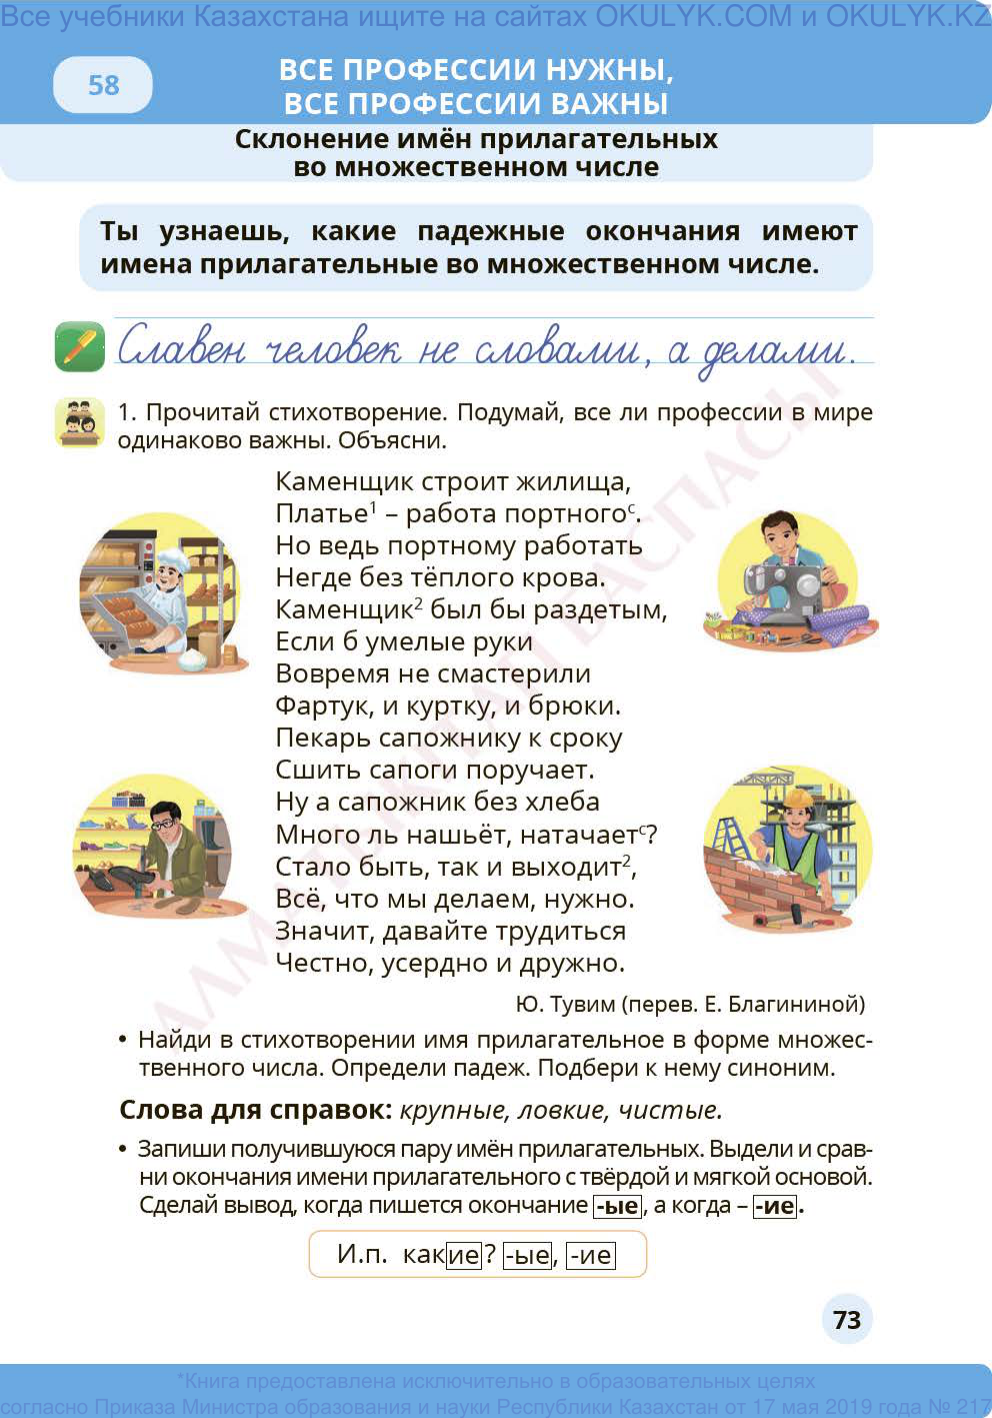 Все учебники Казахстана ищите на сайтах OKULYK.COM и OKULYK.KZ
58
ВСЕ ПРОФЕССИИ НУЖНЫ,
ВСЕ ПРОФЕССИИ ВАЖНЫ
Склонение имён прилагательных
во множественном числе
Ты узнаешь, какие падежные окончания имеют
имена прилагательные во множественном числе.
Славен человек не словами, а делами.
1. Прочитай стихотворение. Подумай, все ли профессии в мире
одинаково важны. Объясни.
Каменщик строит жилища,
Платье¹ – работа портногоᶜ.
Но ведь портному работать
Негде без тёплого крова.
Каменщик² был бы раздетым,
Если б умелые руки
Вовремя не смастерили
Фартук, и куртку, и брюки.
Пекарь сапожнику к сроку
Сшить сапоги поручает.
Ну а сапожник без хлеба
Много ль нашьёт, натачаетᶜ?
Стало быть, так и выходит²,
Всё, что мы делаем, нужно.
Значит, давайте трудиться
Честно, усердно и дружно.
Ю. Тувим (перев. Е. Благининой)
• Найди в стихотворении имя прилагательное в форме множес-
твенного числа. Определи падеж. Подбери к нему синоним.
Слова для справок: крупные, ловкие, чистые.
• Запиши получившуюся пару имён прилагательных. Выдели и срав-
ни окончания имени прилагательного с твёрдой и мягкой основой.
Сделай вывод, когда пишется окончание -ые, а когда – -ие.
И.п. какие? -ые, -ие
73
*Книга предоставлена исключительно в образовательных целях
согласно Приказа Министра образования и науки Республики Казахстан от 17 мая 2019 года № 217
АЛМАТЫКІТАП БАСПАСЫ